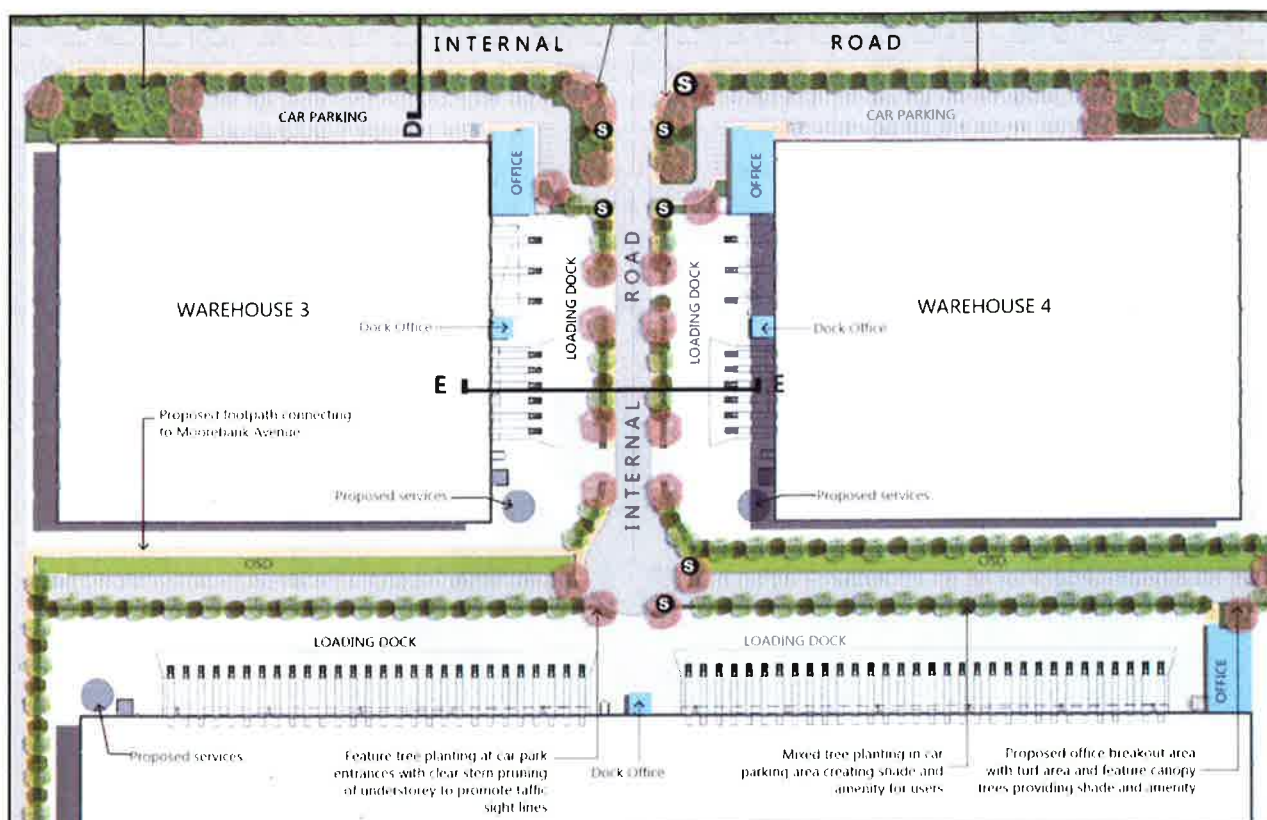 INTERNAL ROAD
S
CAR PARKING
CAR PARKING
D
S
S
OFFICE
OFFICE
S
S
WAREHOUSE 3
LOADING DOCK
INTERNAL ROAD
LOADING DOCK
WAREHOUSE 4
Dock Office
Dock Office
E
E
Proposed footpath connecting
to Moorebank Avenue
INTERNAL
Proposed services
Proposed services
OSD
OSD
S
S
LOADING DOCK
LOADING DOCK
OFFICE
Proposed services
Feature tree planting at car park
entrances with clear stem pruning
of understorey to promote taffic
sight lines
Dock Office
Mixed tree planting in car
parking area creating shade and
amenity for users
Proposed office breakout area
with turf area and feature canopy
trees providing shade and amenity